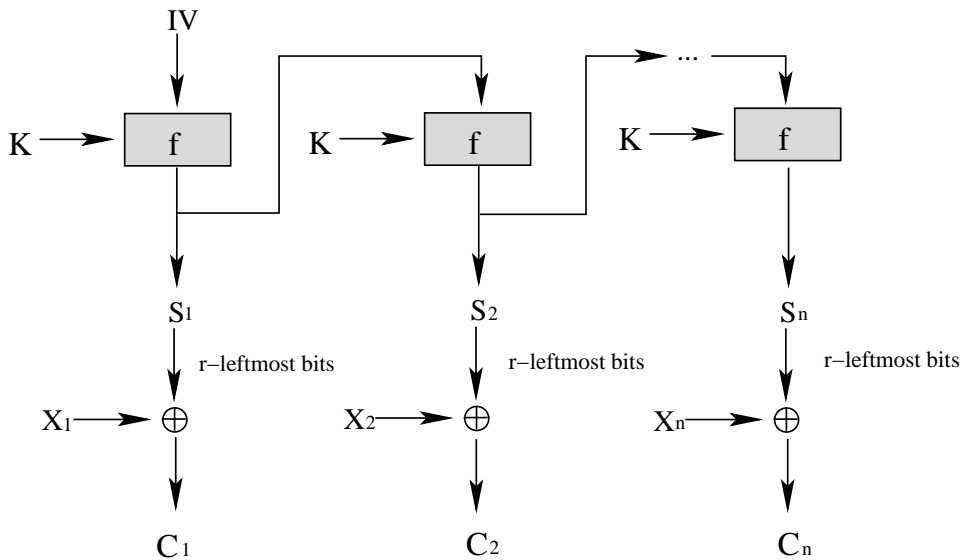 IV
...
K f K f K f
S1 S2 Sn
r−leftmost bits r−leftmost bits r−leftmost bits
X1 X2 Xn
C1 C2 Cn